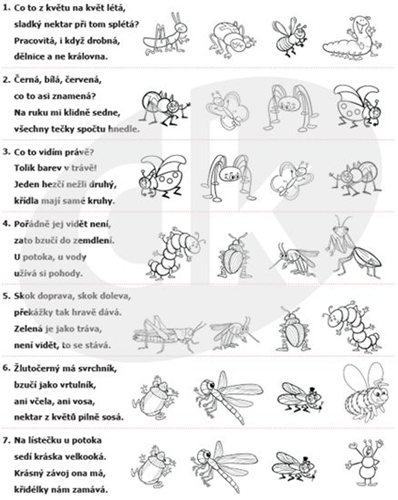 1. Co to z květu na květ létá,
sladký nektar při tom splétá?
Pracovitá, i když drobná,
dělnice a ne královna.
2. Černá, bílá, červená,
co to asi znamená?
Na ruku mi klidně sedne,
všechny tečky spočtu hnedle.
3. Co to vidím právě?
Tolik barev v trávě!
Jeden hezčí nežli druhý,
křídla mají samé kruhy.
4. Pořádně jej vidět není,
zato bzučí do zemdlení.
U potoka, u vody
užívá si pohody.
5. Skok doprava, skok doleva,
překážky tak hravě dává.
Zelená je jako tráva,
není vidět, to se stává.
6. Žlutočerný má svrchník,
bzučí jako vrtulník,
ani včela, ani vosa,
nektar z květů pilně sosá.
7. Na lístečku u potoka
sedí kráska velkooká.
Krásný závoj ona má,
křidélky nám zamává.
dk